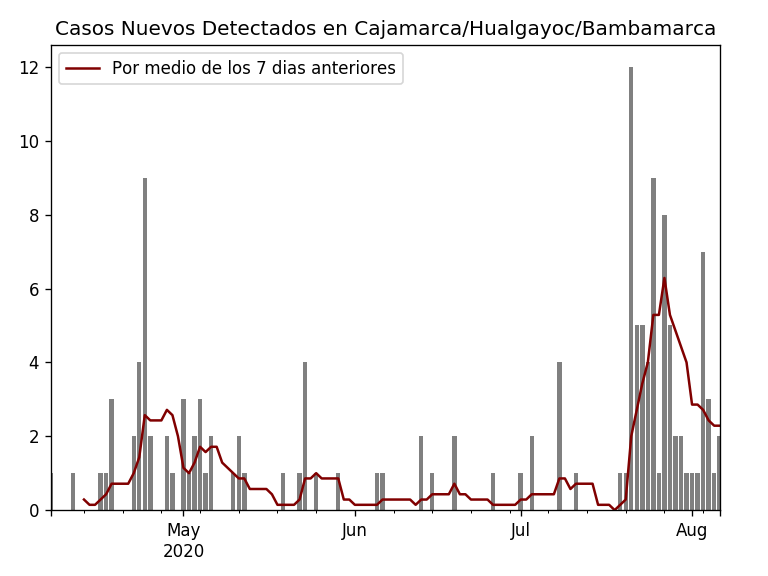 Casos Nuevos Detectados en Cajamarca/Hualgayoc/Bambamarca
Por medio de los 7 dias anteriores
12
10
8
6
4
2
0
May
2020
Jun
Jul
Aug